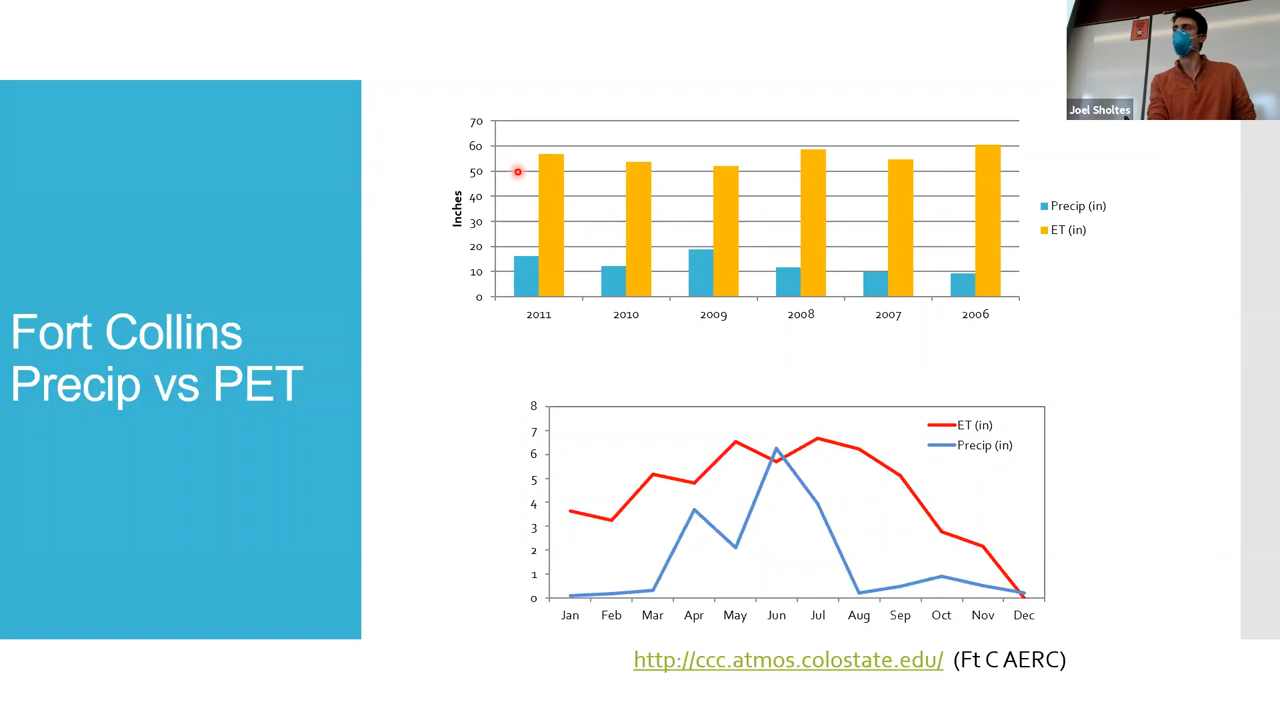 Joel Sholtes
Fort Collins
Precip vs PET
70
60
50
40
30
20
10
0
Inches
2011 2010 2009 2008 2007 2006
Precip (in)
ET (in)
8
7
6
5
4
3
2
1
0
ET (in)
Precip (in)
Jan Feb Mar Apr May Jun Jul Aug Sep Oct Nov Dec
http://ccc.atmos.colostate.edu/ (Ft C AERC)